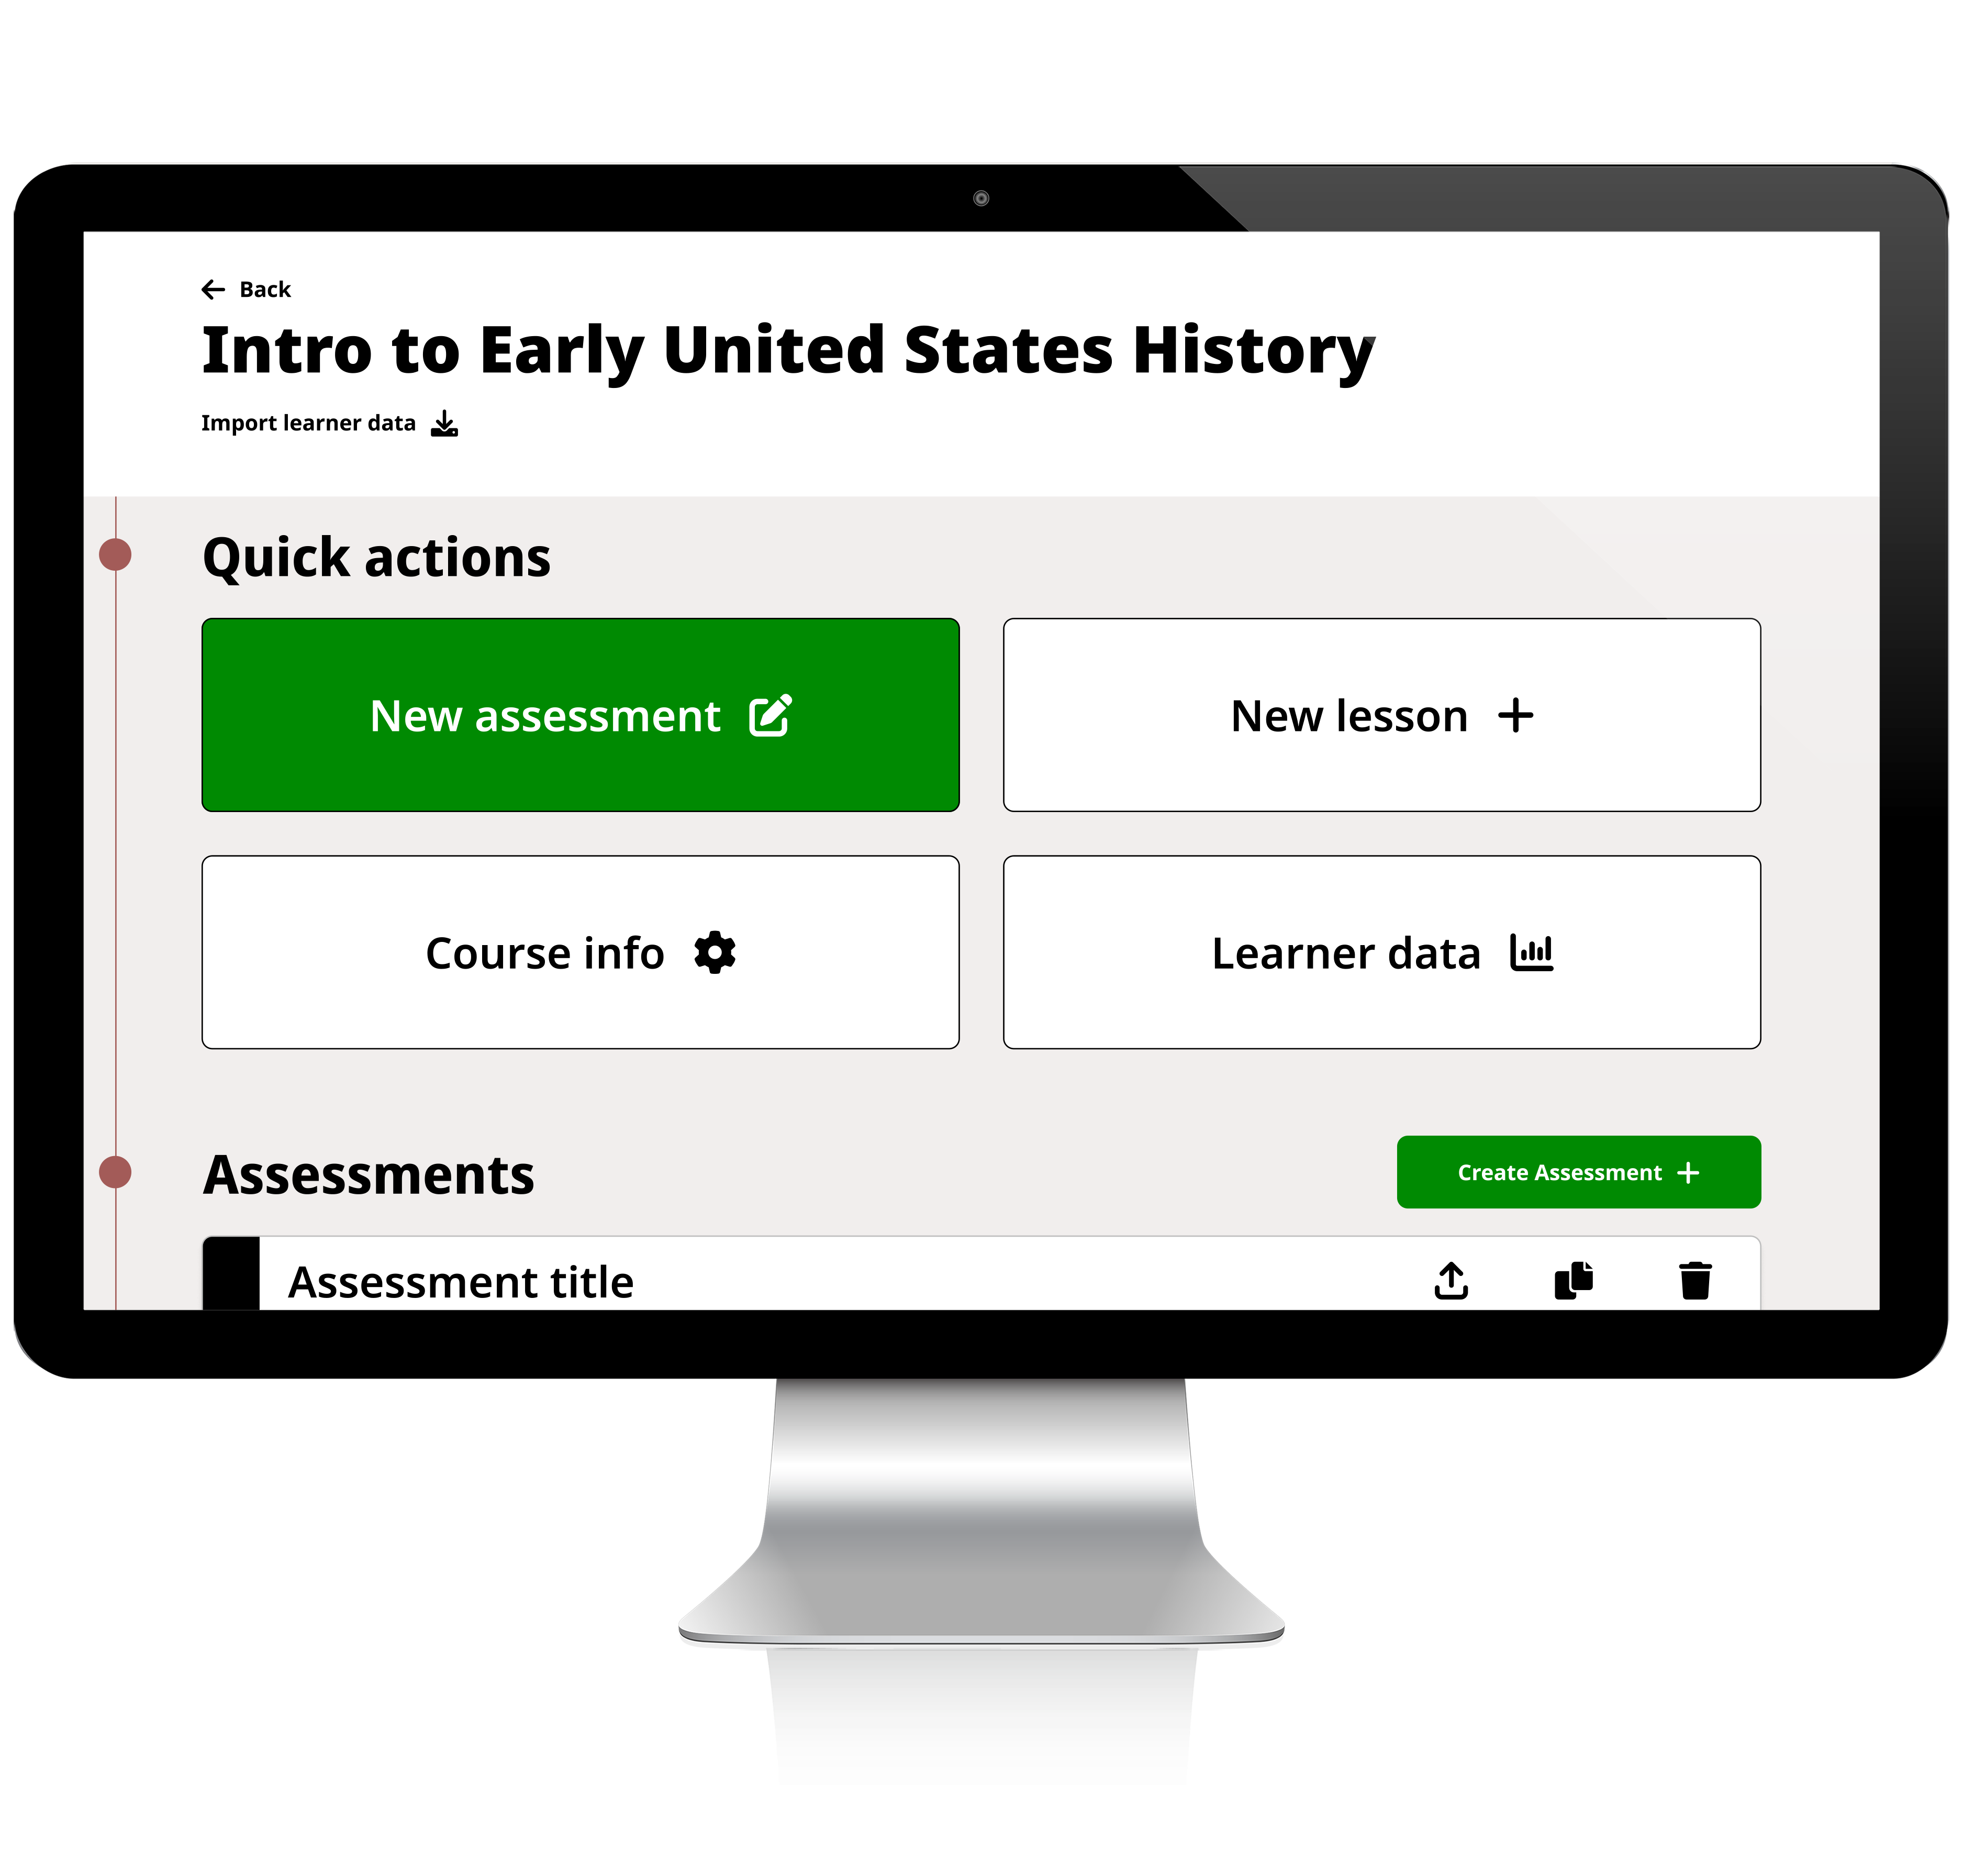 Back
Intro to Early United States History
Import learner data
Quick actions
New assessment
New lesson
Course info
Learner data
Assessments
Create Assessment
Assessment title